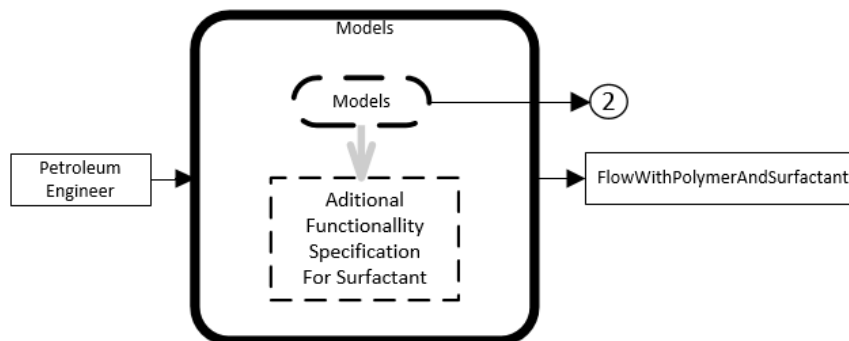 Models
Models
2
Petroleum
Engineer
FlowWithPolymerAndSurfactant
Aditional
Functionallity
Specification
For Surfactant